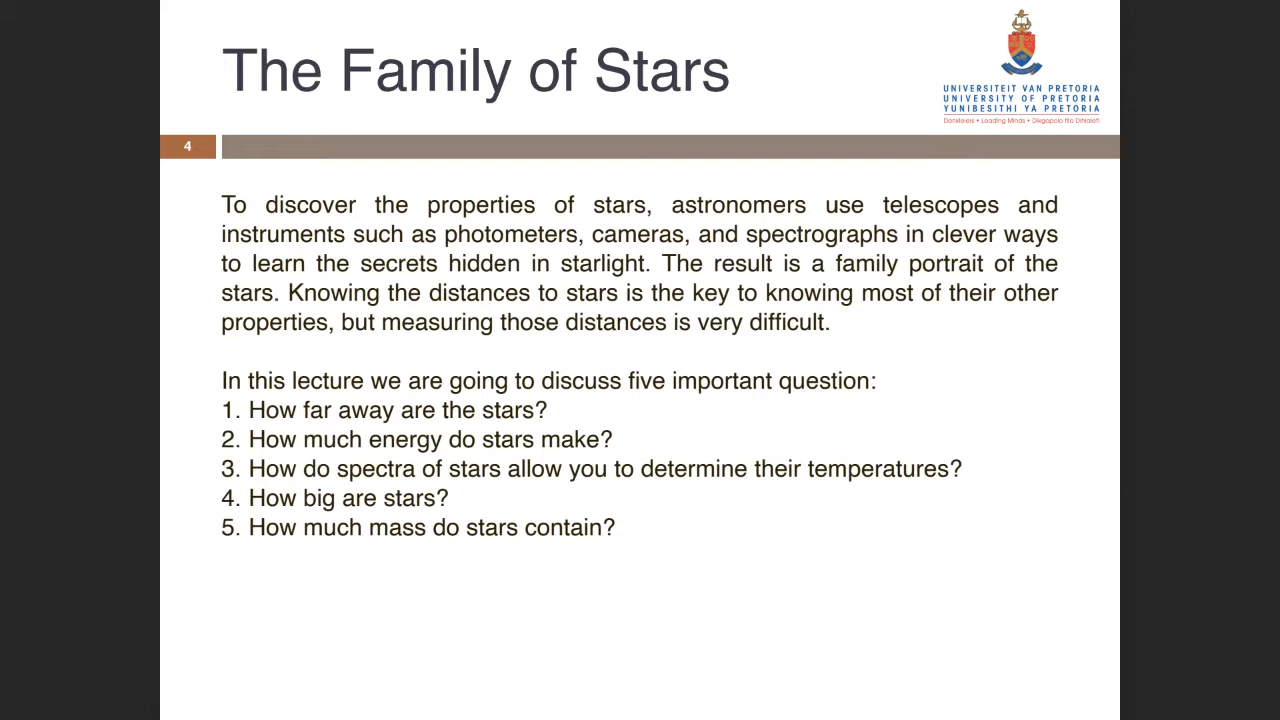 The Family of Stars
UNIVERSITEIT VAN PRETORIA
UNIVERSITY OF PRETORIA
YUNIBESITHI YA PRETORIA
Denkleiers • Leading Minds • Dikgopolo tša Dihlalefi
4
To discover the properties of stars, astronomers use telescopes and
instruments such as photometers, cameras, and spectrographs in clever ways
to learn the secrets hidden in starlight. The result is a family portrait of the
stars. Knowing the distances to stars is the key to knowing most of their other
properties, but measuring those distances is very difficult.
In this lecture we are going to discuss five important question:
1. How far away are the stars?
2. How much energy do stars make?
3. How do spectra of stars allow you to determine their temperatures?
4. How big are stars?
5. How much mass do stars contain?